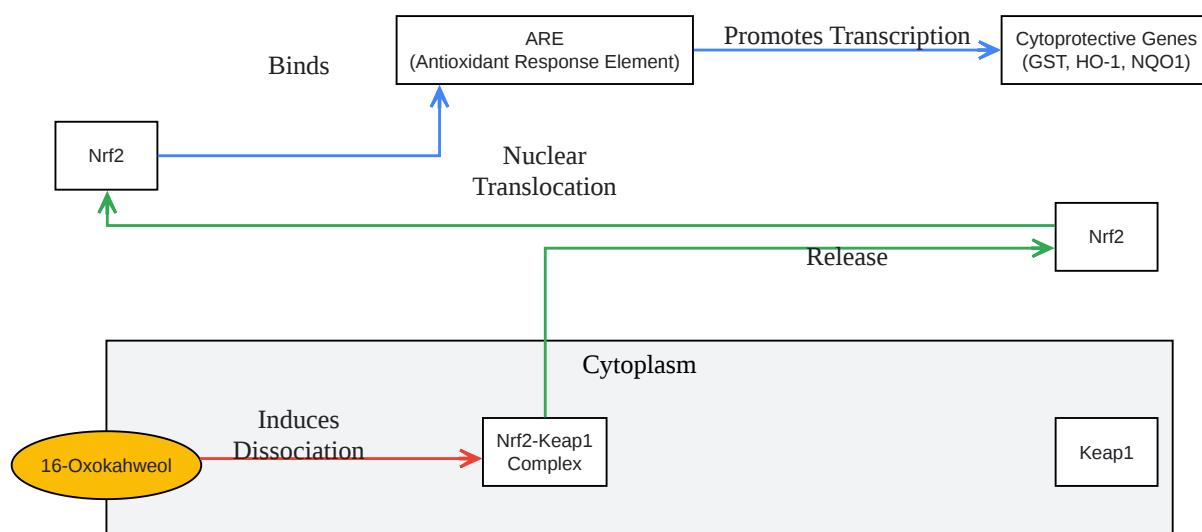 ARE
(Antioxidant Response Element)
Promotes Transcription
Cytoprotective Genes
(GST, HO-1, NQO1)
Binds
Nrf2
Nuclear
Translocation
Nrf2
Release
Cytoplasm
Induces
Dissociation
16-Oxokahweol
Nrf2-Keap1
Complex
Keap1